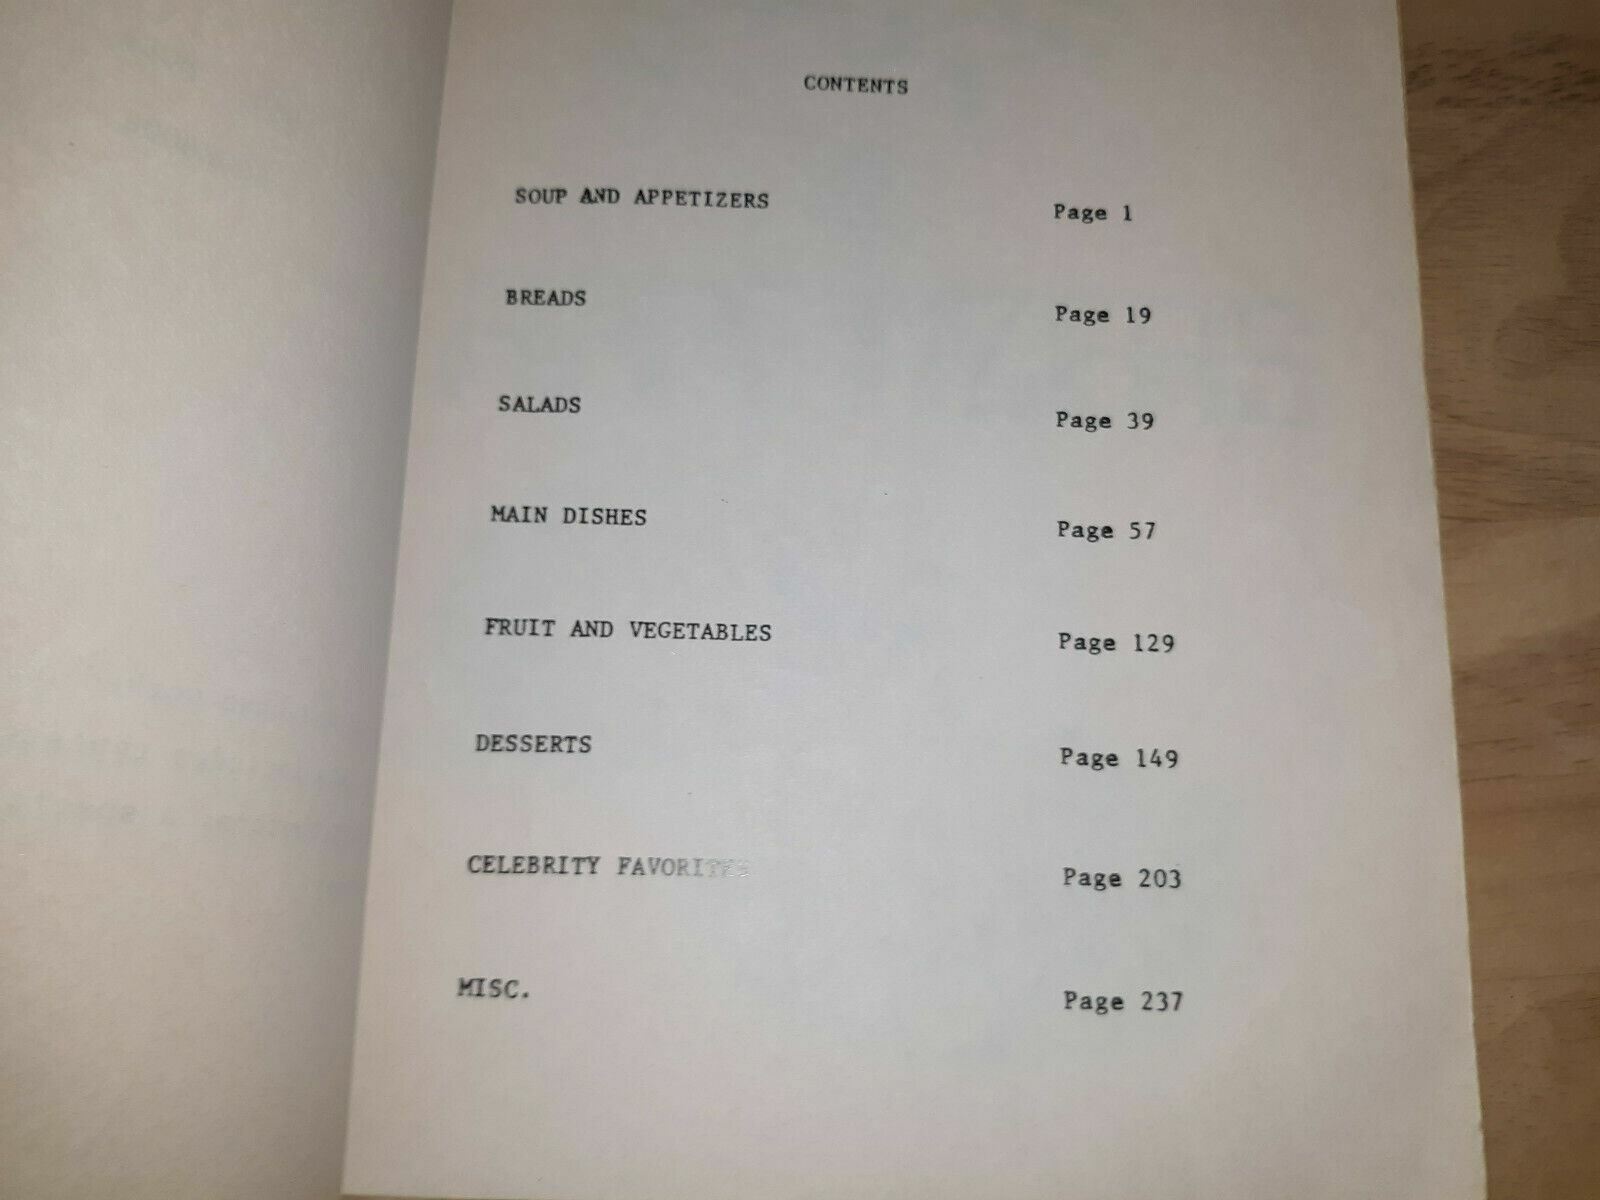 CONTENTS
SOUP AND APPETIZERS Page 1
BREADS Page 19
SALADS Page 39
MAIN DISHES Page 57
FRUIT AND VEGETABLES Page 129
DESSERTS Page 149
CELEBRITY FAVORITES Page 203
MISC. Page 237